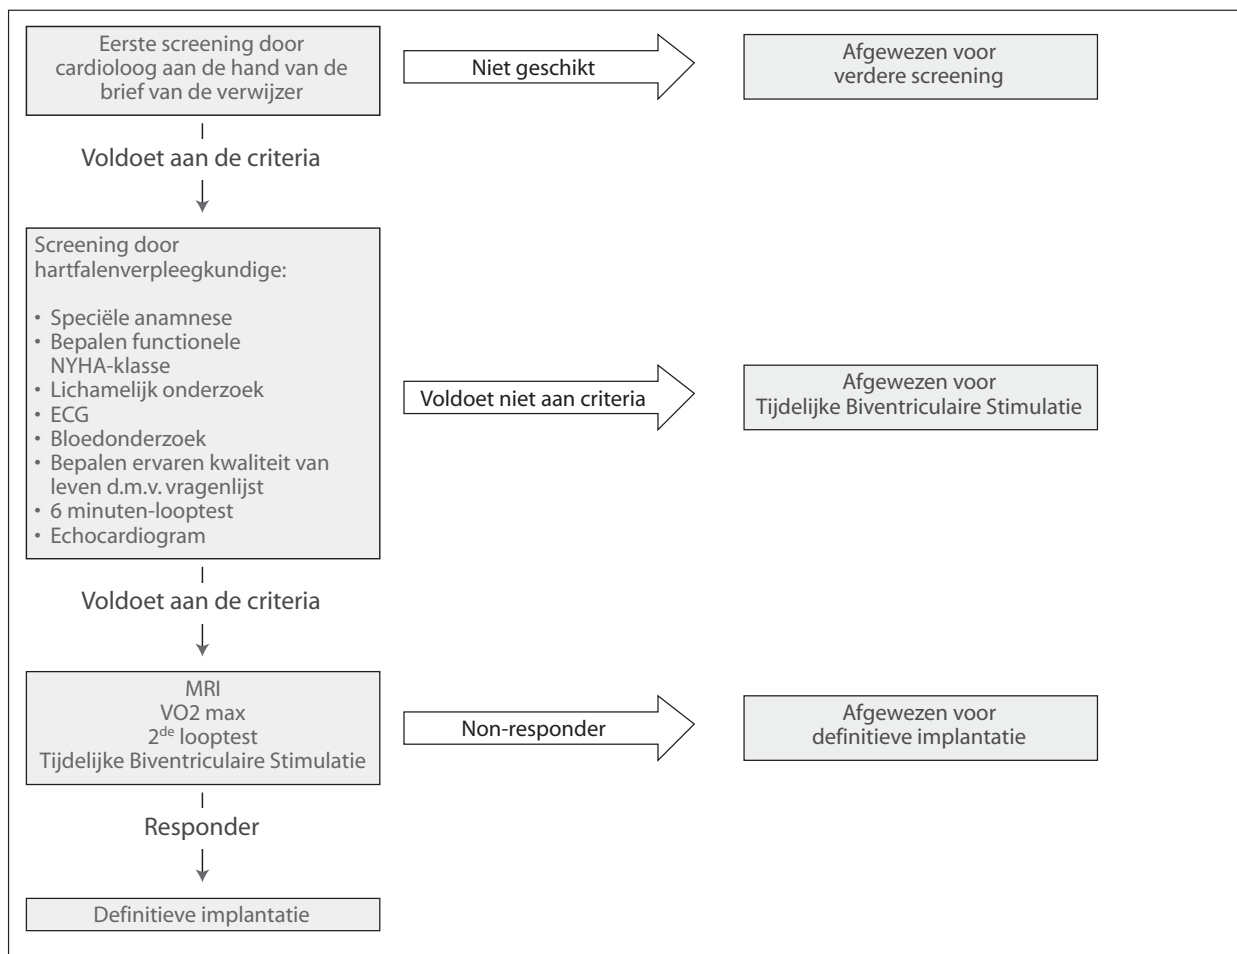 Eerste screening door
cardioloog aan de hand van de
brief van de verwijzer
Niet geschikt
Afgewezen voor
verdere screening
Voldoet aan de criteria
Screening door
hartfalenverpleegkundige:
• Speciële anamnese
• Bepalen functionele
NYHA-klasse
• Lichamelijk onderzoek
• ECG
• Bloedonderzoek
• Bepalen ervaren kwaliteit van
leven d.m.v. vragenlijst
• 6 minuten-looptest
• Echocardiogram
Voldoet niet aan criteria
Afgewezen voor
Tijdelijke Biventriculaire Stimulatie
Voldoet aan de criteria
MRI
VO2 max
2de looptest
Tijdelijke Biventriculaire Stimulatie
Non-responder
Afgewezen voor
definitieve implantatie
Responder
Definitieve implantatie